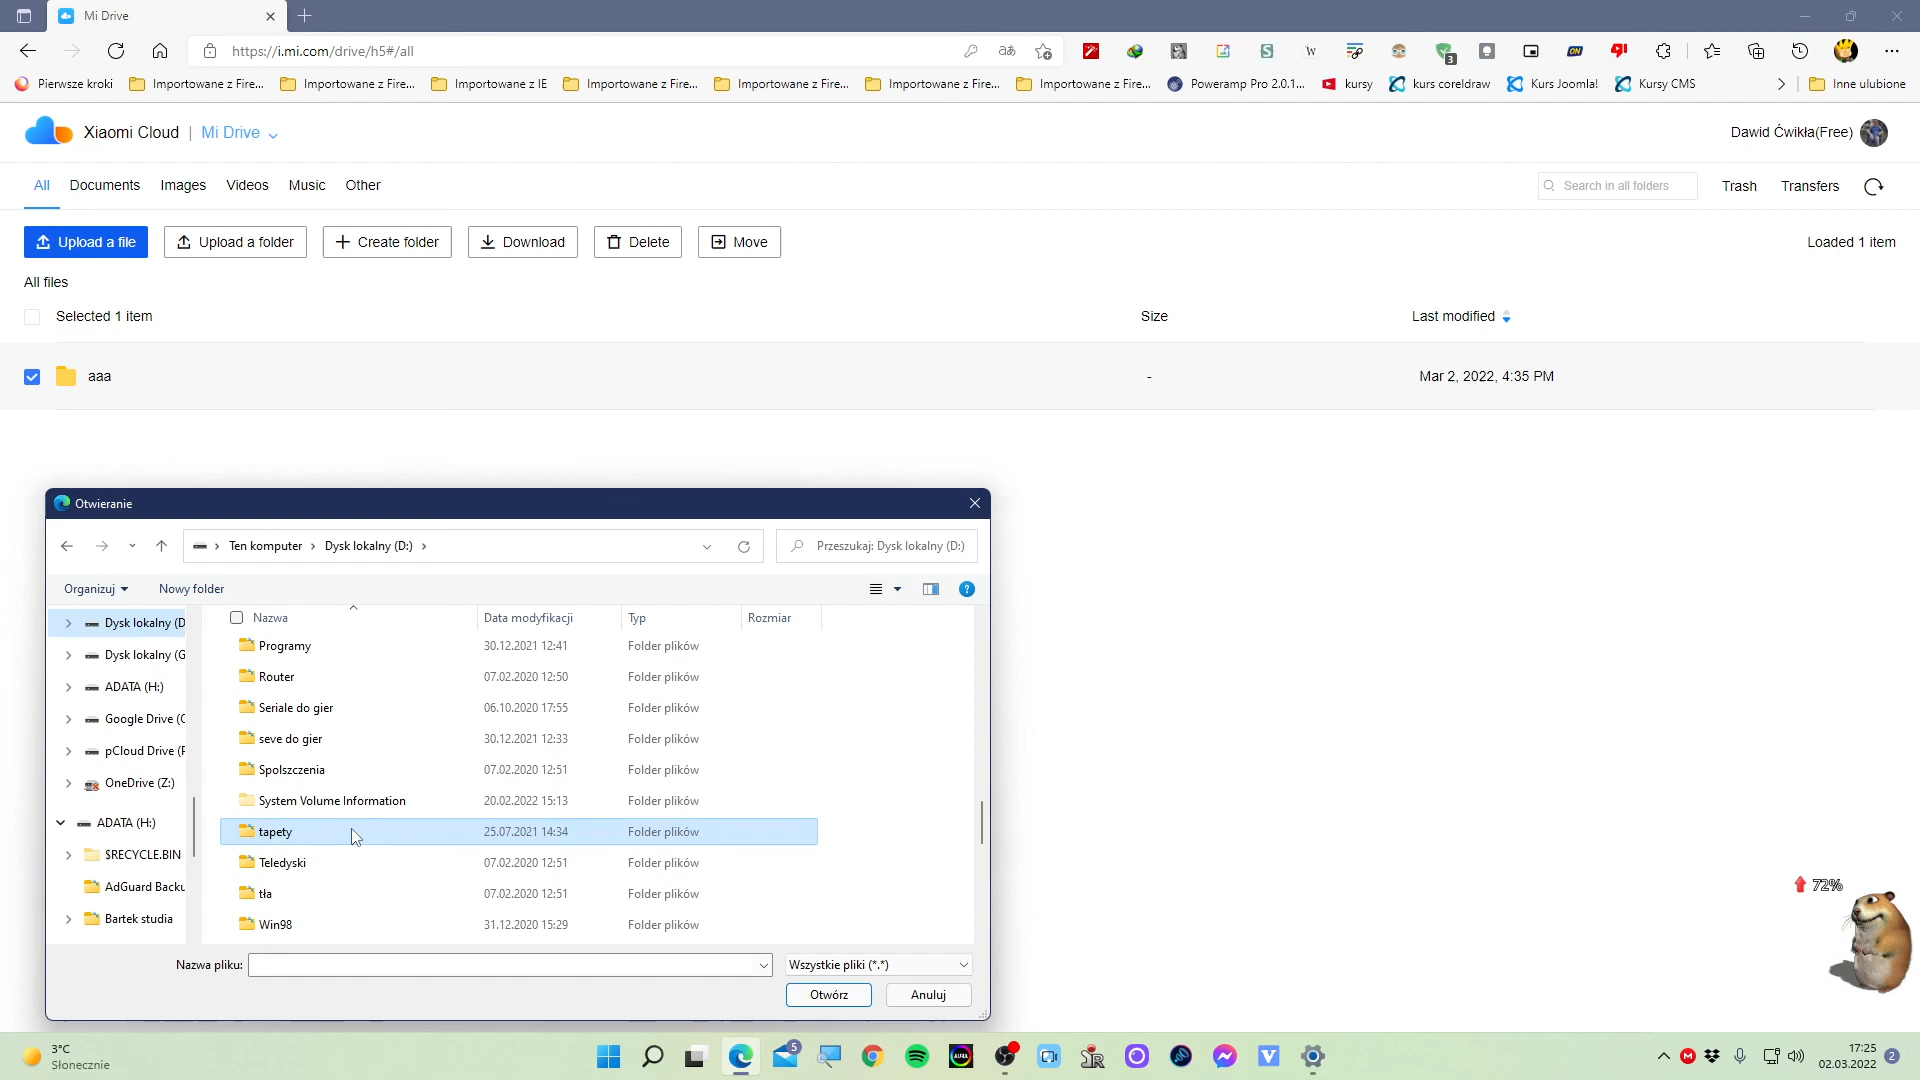 Mi Drive
https://i.mi.com/drive/h5#/all
aあ
W
3
ON
Pierwsze kroki
Importowane z Fire...
Importowane z Fire...
Importowane z IE
Importowane z Fire...
Importowane z Fire...
Importowane z Fire...
Importowane z Fire...
Poweramp Pro 2.0.1...
kursy
kurs coreldraw
Kurs Joomla!
Kursy CMS
Inne ulubione
Xiaomi Cloud | Mi Drive
Dawid Ćwikła(Free)
All
Documents
Images
Videos
Music
Other
Search in all folders
Trash
Transfers
Upload a file
Upload a folder
Create folder
Download
Delete
Move
Loaded 1 item
All files
Selected 1 item
Size
Last modified
aaa
-
Mar 2, 2022, 4:35 PM
Otwieranie
Ten komputer
Dysk lokalny (D:)
Przeszukaj: Dysk lokalny (D:)
Organizuj
Nowy folder
Dysk lokalny (D
Dysk lokalny (G
ADATA (H:)
Google Drive (G
pCloud Drive (P
OneDrive (Z:)
ADATA (H:)
$RECYCLE.BIN
AdGuard Backu
Bartek studia
Nazwa
Data modyfikacji
Typ
Rozmiar
Programy 30.12.2021 12:41 Folder plików
Router 07.02.2020 12:50 Folder plików
Seriale do gier 06.10.2020 17:55 Folder plików
seve do gier 30.12.2021 12:33 Folder plików
Spolszczenia 07.02.2020 12:51 Folder plików
System Volume Information 20.02.2022 15:13 Folder plików
tapety 25.07.2021 14:34 Folder plików
Teledyski 07.02.2020 12:51 Folder plików
tła 07.02.2020 12:51 Folder plików
Win98 31.12.2020 15:29 Folder plików
Nazwa pliku:
Wszystkie pliki (*.*)
Otwórz
Anuluj
72%
3°C
Słonecznie
5
AURA
V
M
17:25
02.03.2022
2